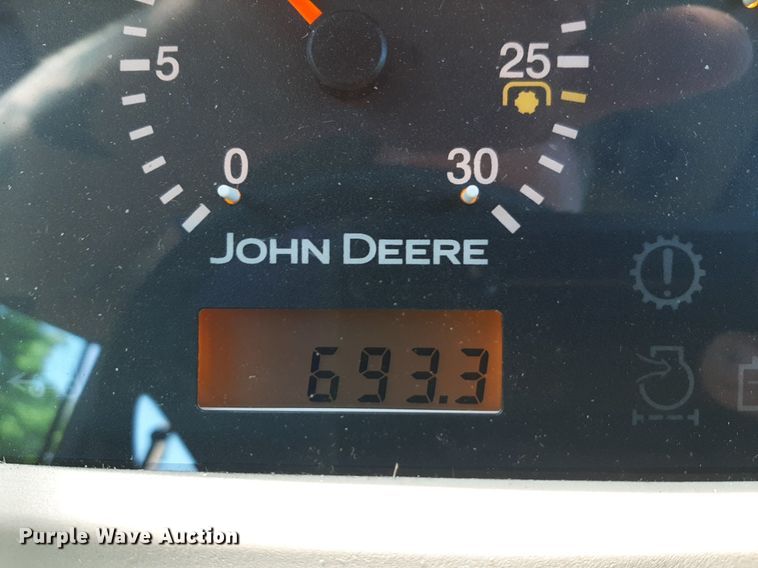 5 25
0 30
JOHN DEERE
693.3
Purple Wave Auction